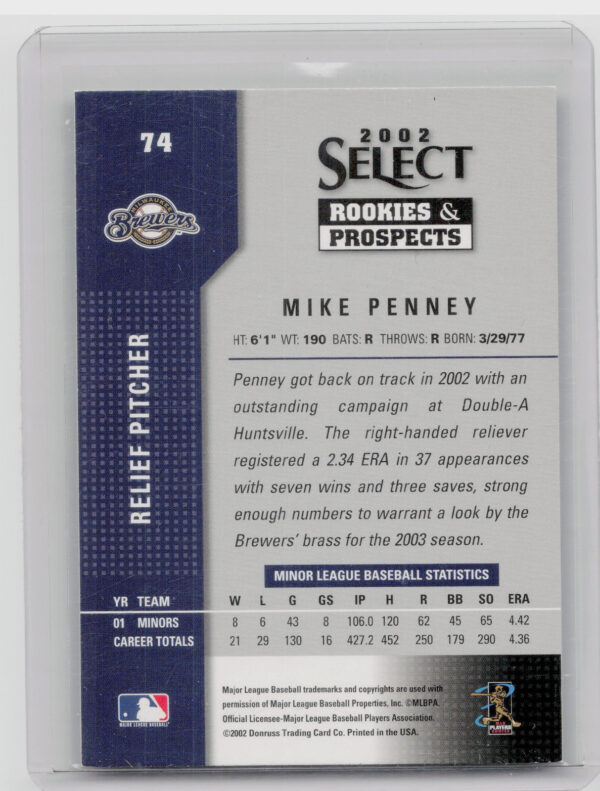 74
2002
SELECT
ROOKIES &
PROSPECTS
MILWAUKEE
Brewers
MIKE PENNEY
HT: 6'1" WT: 190 BATS: R THROWS: R BORN: 3/29/77
RELIEF PITCHER
Penney got back on track in 2002 with an
outstanding campaign at Double-A
Huntsville. The right-handed reliever
registered a 2.34 ERA in 37 appearances
with seven wins and three saves, strong
enough numbers to warrant a look by the
Brewers' brass for the 2003 season.
MINOR LEAGUE BASEBALL STATISTICS
YR TEAM W L G GS IP H R BB SO ERA
01 MINORS 8 6 43 8 106.0 120 62 45 65 4.42
CAREER TOTALS 21 29 130 16 427.2 452 250 179 290 4.36
Major League Baseball trademarks and copyrights are used with
permission of Major League Baseball Properties, Inc. ©MLBPA.
Official Licensee-Major League Baseball Players Association.
©2002 Donruss Trading Card Co. Printed in the USA.
MAJOR LEAGUE BASEBALL
PLAYERS